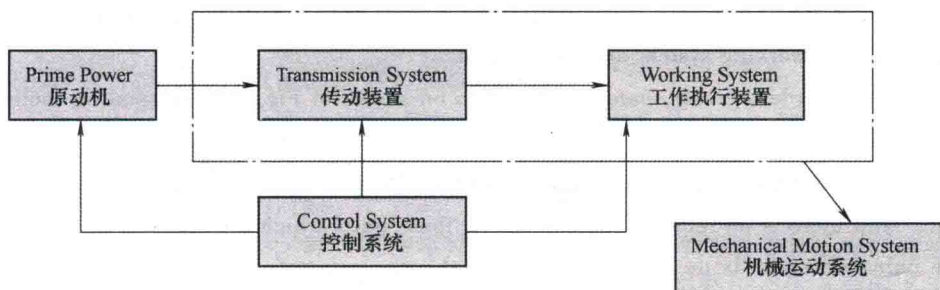 Prime Power
原动机
Transmission System
传动装置
Working System
工作执行装置
Control System
控制系统
Mechanical Motion System
机械运动系统